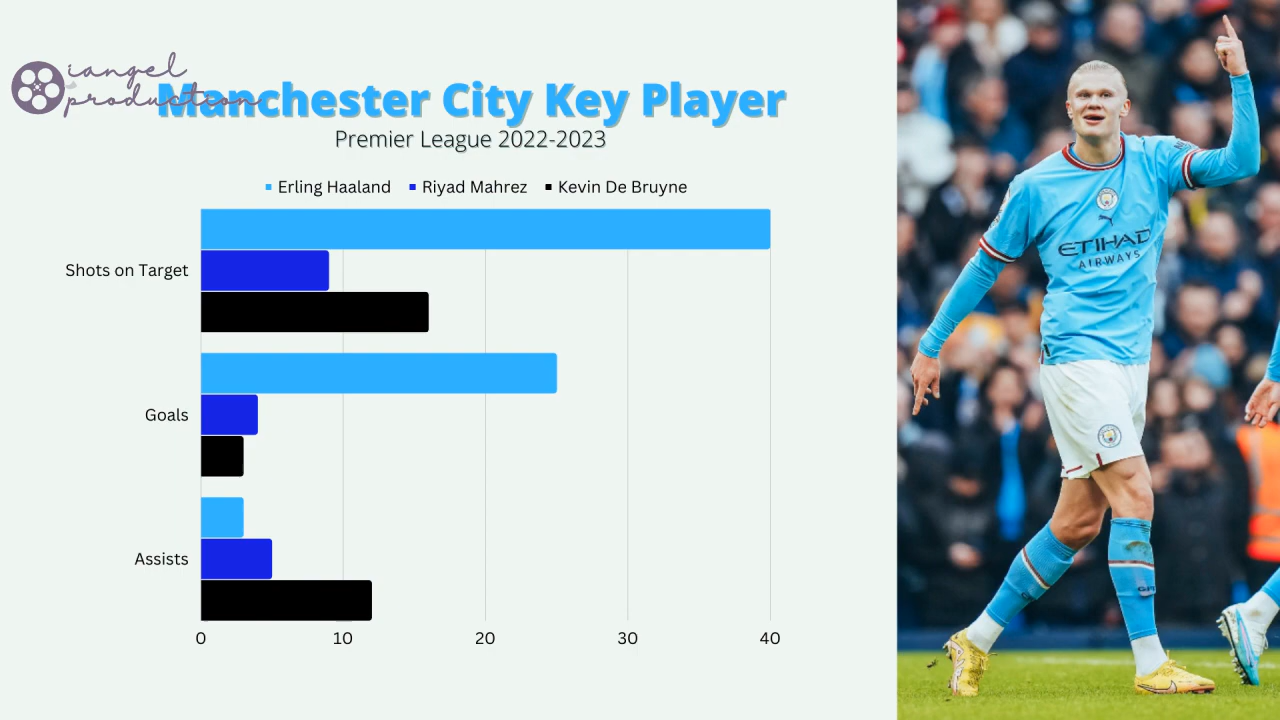 iangel
production
Manchester City Key Player
Premier League 2022-2023
Erling Haaland Riyad Mahrez Kevin De Bruyne
Shots on Target
Goals
Assists
0 10 20 30 40
ETIHAD
AIRWAYS